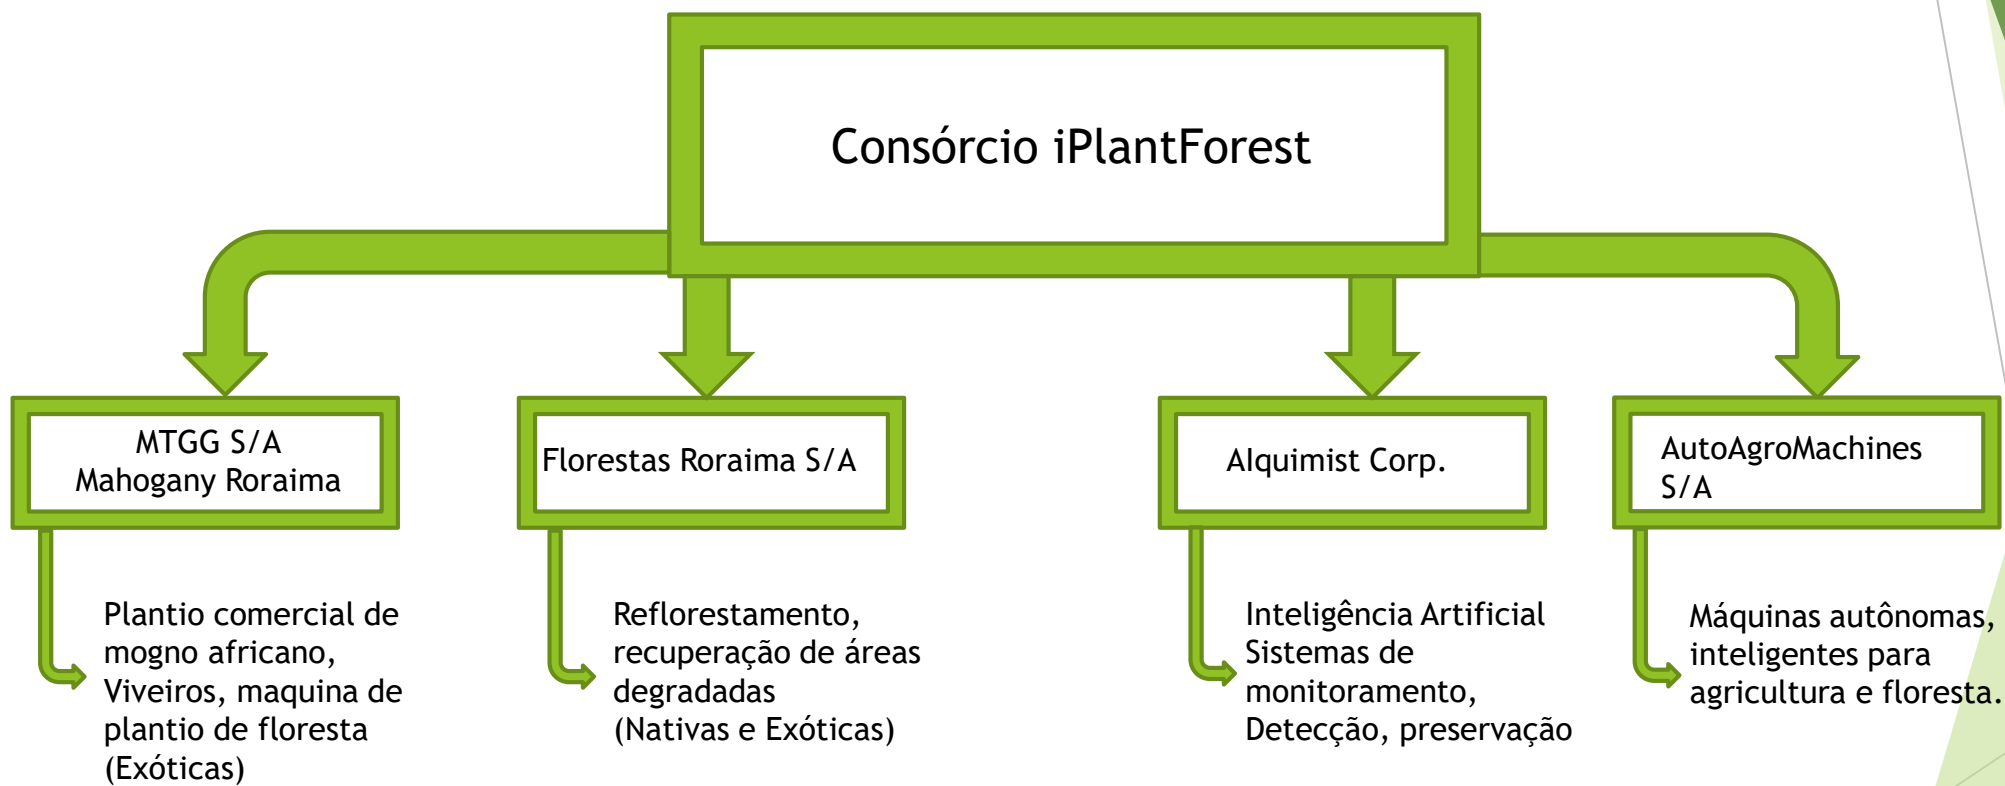 Consórcio iPlantForest
MTGG S/A
Mahogany Roraima
Florestas Roraima S/A
AIquimist Corp.
AutoAgroMachines
S/A
Plantio comercial de
mogno africano,
Viveiros, maquina de
plantio de floresta
(Exóticas)
Reflorestamento,
recuperação de áreas
degradadas
(Nativas e Exóticas)
Inteligência Artificial
Sistemas de
monitoramento,
Detecção, preservação
Máquinas autônomas,
inteligentes para
agricultura e floresta.